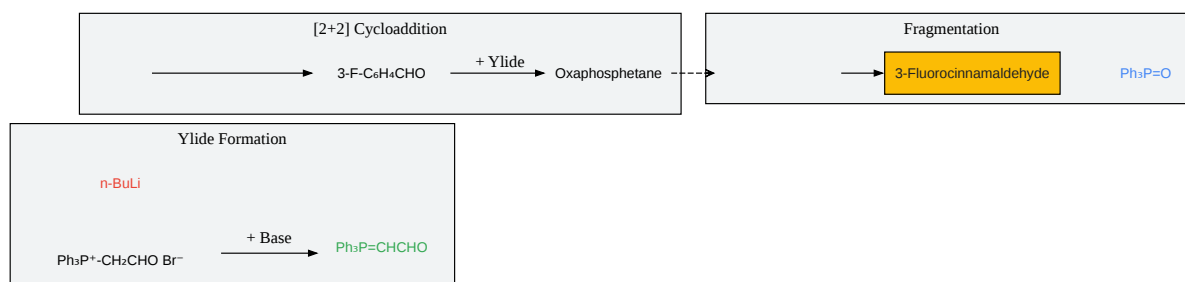 [2+2] Cycloaddition
3-F-C₆H₄CHO
+ Ylide
Oxaphosphetane
Fragmentation
3-Fluorocinnamaldehyde
Ph₃P=O
Ylide Formation
n-BuLi
Ph₃P⁺-CH₂CHO Br⁻
+ Base
Ph₃P=CHCHO